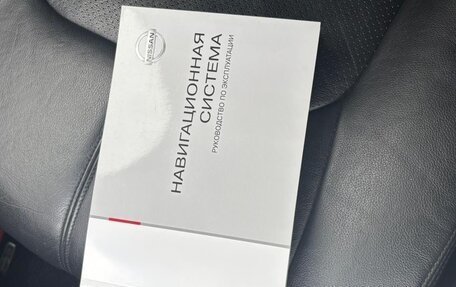 NISSAN
НАВИГАЦИОННАЯ
СИСТЕМА
РУКОВОДСТВО ПО ЭКСПЛУАТАЦИИ